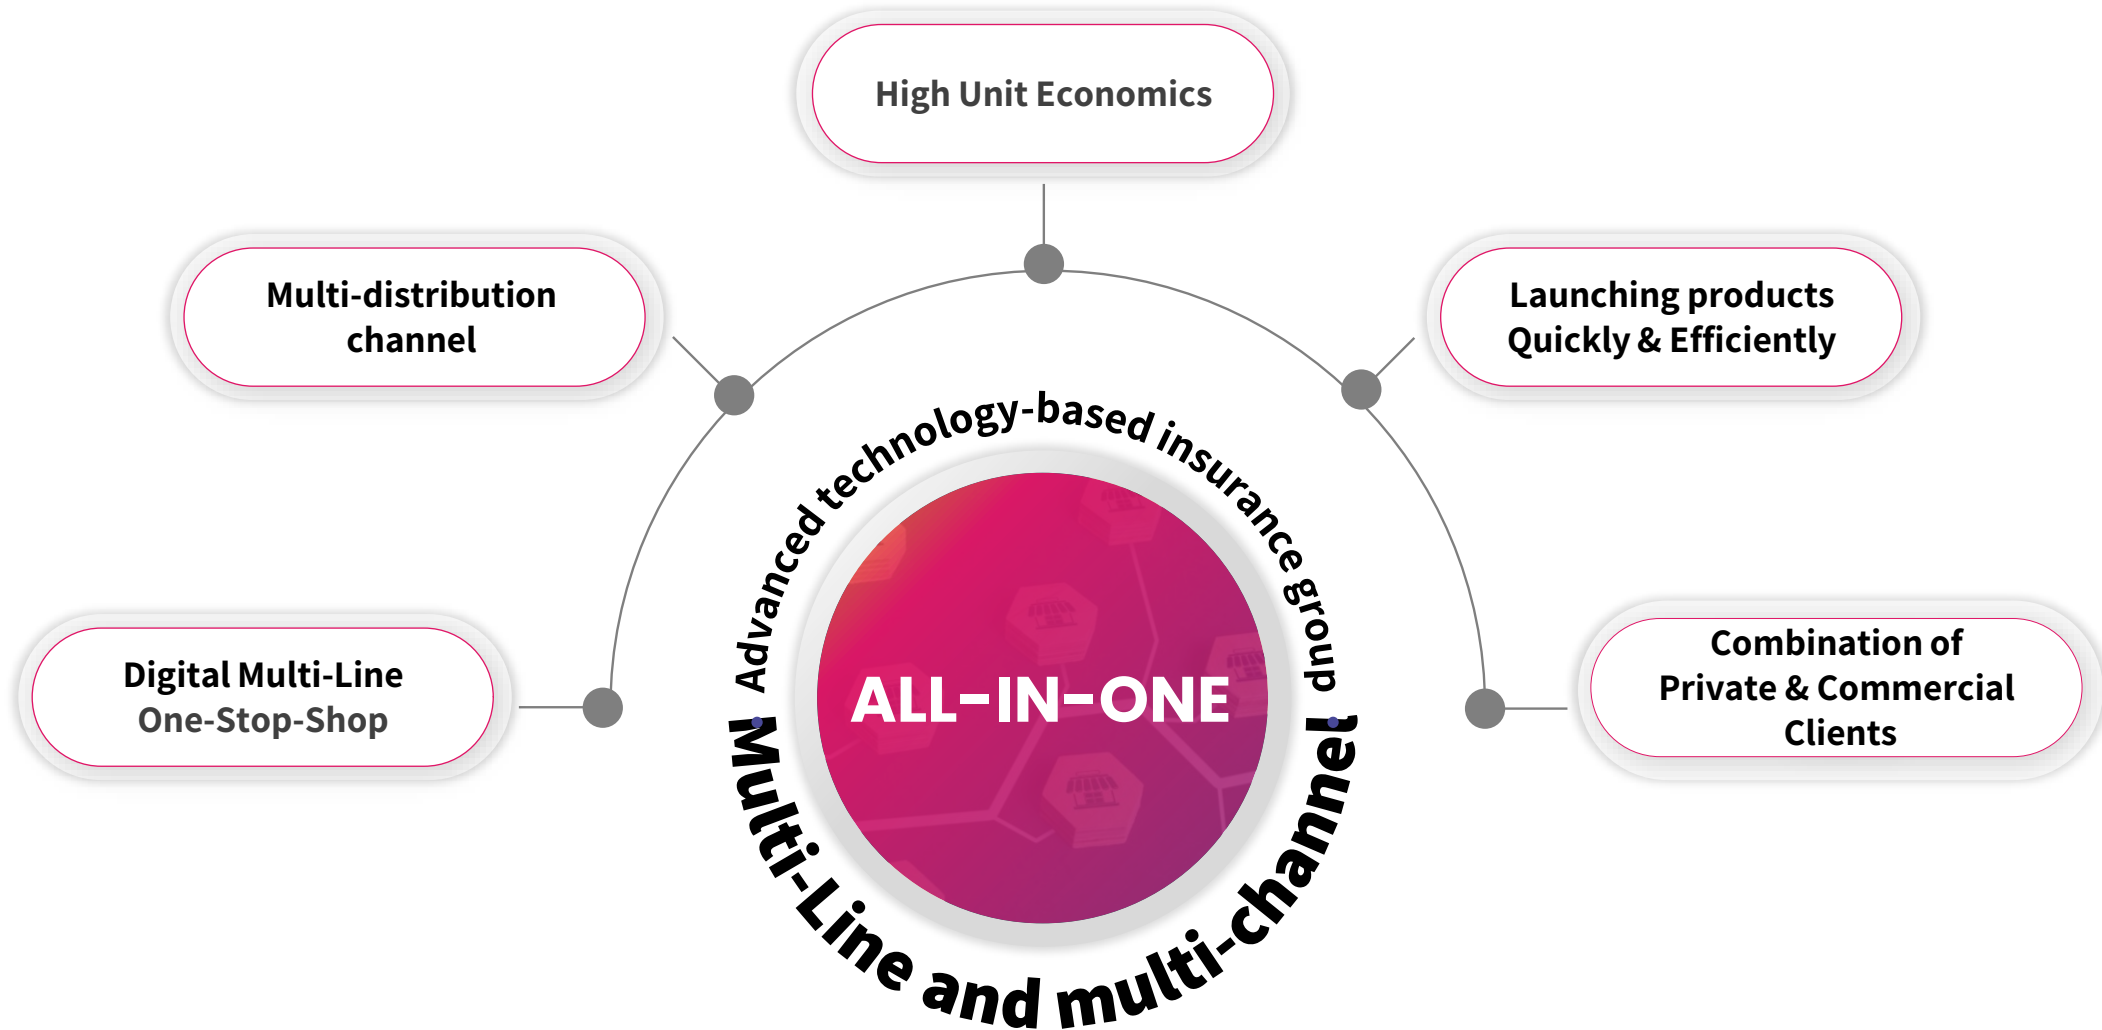 High Unit Economics
Multi-distribution
channel
Launching products
Quickly & Efficiently
Digital Multi-Line
One-Stop-Shop
Combination of
Private & Commercial
Clients
Advanced technology-based insurance group
ALL-IN-ONE
Multi-Line and multi-channel